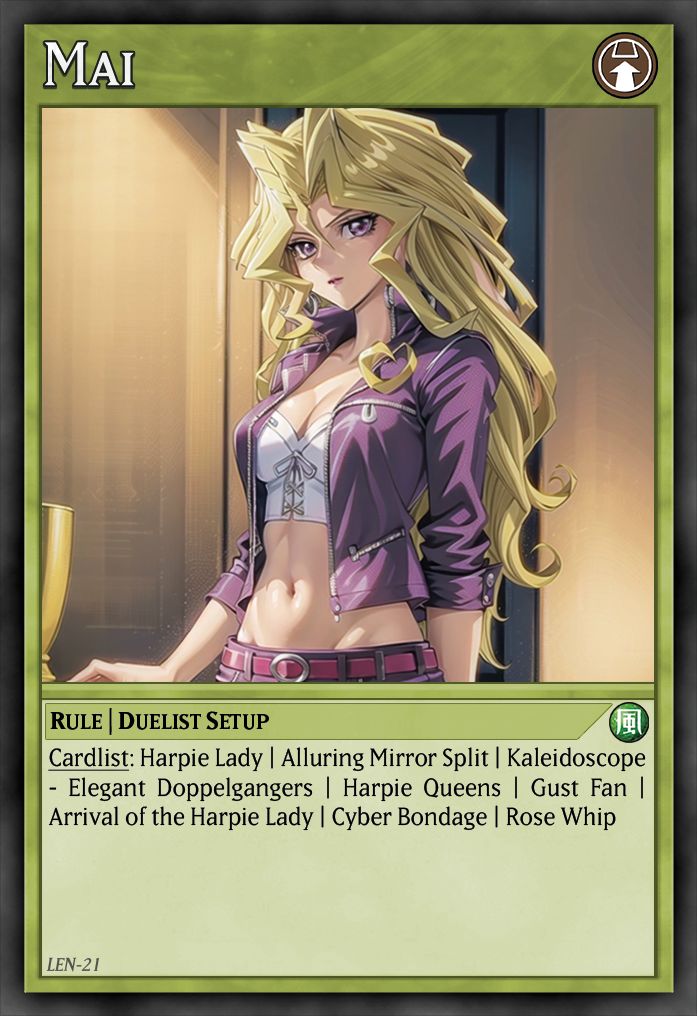 Mai
Rule | Duelist Setup
風
Cardlist: Harpie Lady | Alluring Mirror Split | Kaleidoscope
- Elegant Doppelgangers | Harpie Queens | Gust Fan |
Arrival of the Harpie Lady | Cyber Bondage | Rose Whip
LEN-21